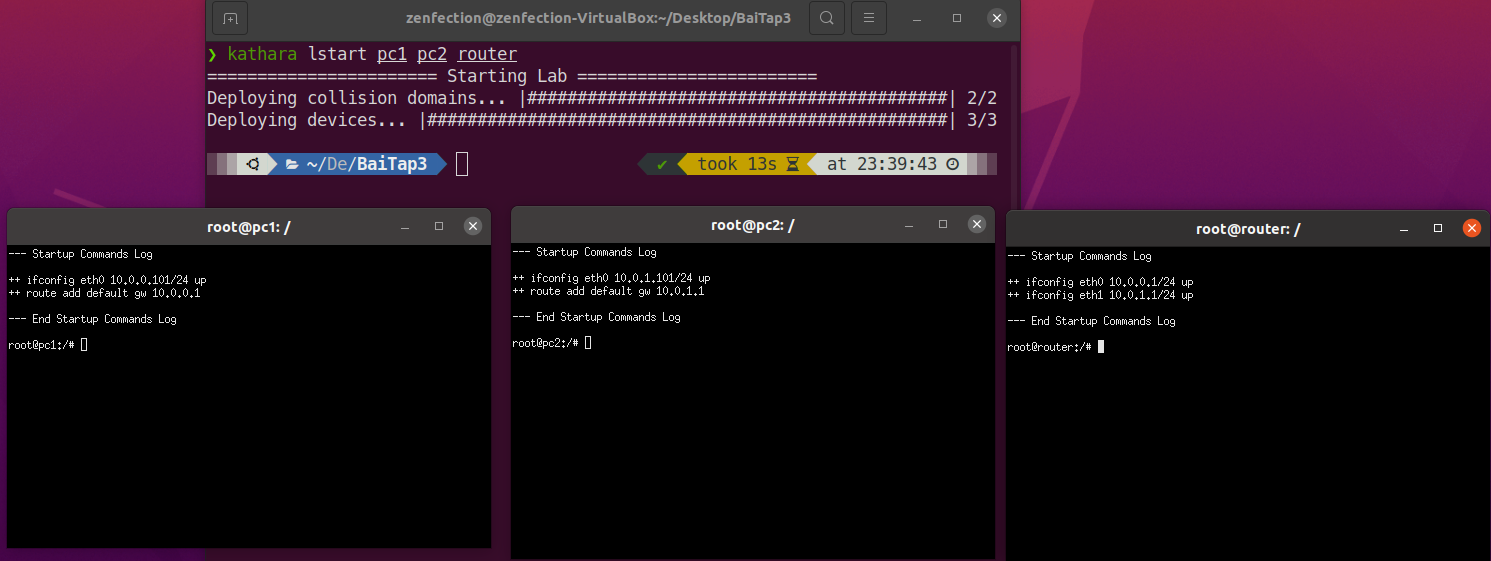 zenfection@zenfection-VirtualBox:~/Desktop/BaiTap3
❯ kathara lstart pc1 pc2 router
======================= Starting Lab ========================
Deploying collision domains... |##########################################| 2/2
Deploying devices... |####################################################| 3/3
~/De/BaiTap3 ✔ took 13s at 23:39:43
root@pc1: /
--- Startup Commands Log
++ ifconfig eth0 10.0.0.101/24 up
++ route add default gw 10.0.0.1
--- End Startup Commands Log
root@pc1:/#
root@pc2: /
--- Startup Commands Log
++ ifconfig eth0 10.0.1.101/24 up
++ route add default gw 10.0.1.1
--- End Startup Commands Log
root@pc2:/#
root@router: /
--- Startup Commands Log
++ ifconfig eth0 10.0.0.1/24 up
++ ifconfig eth1 10.0.1.1/24 up
--- End Startup Commands Log
root@router:/#